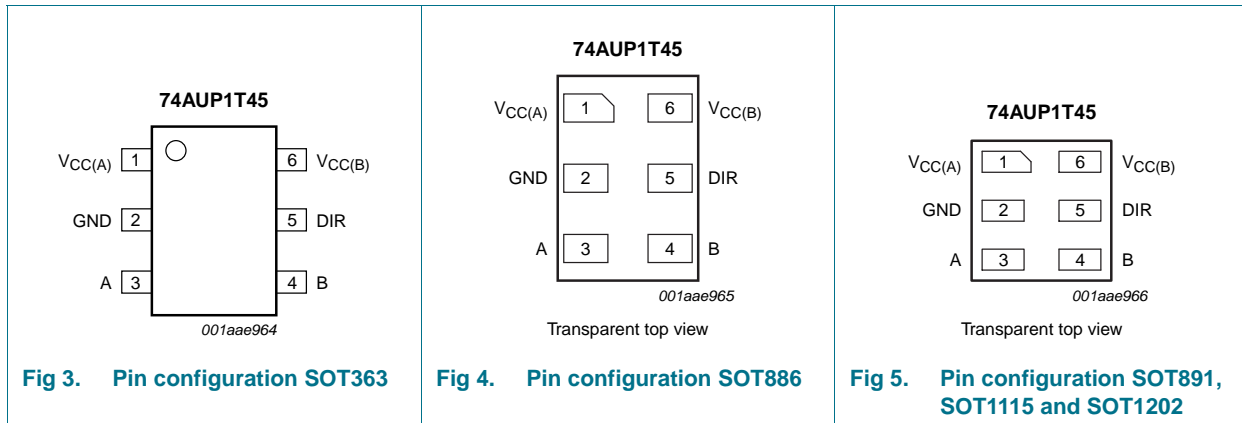 74AUP1T45
VCC(A) 1 6 VCC(B)
GND 2 5 DIR
A 3 4 B
001aae964
Fig 3. Pin configuration SOT363
74AUP1T45
VCC(A) 1 6 VCC(B)
GND 2 5 DIR
A 3 4 B
001aae965
Transparent top view
Fig 4. Pin configuration SOT886
74AUP1T45
VCC(A) 1 6 VCC(B)
GND 2 5 DIR
A 3 4 B
001aae966
Transparent top view
Fig 5. Pin configuration SOT891,
SOT1115 and SOT1202